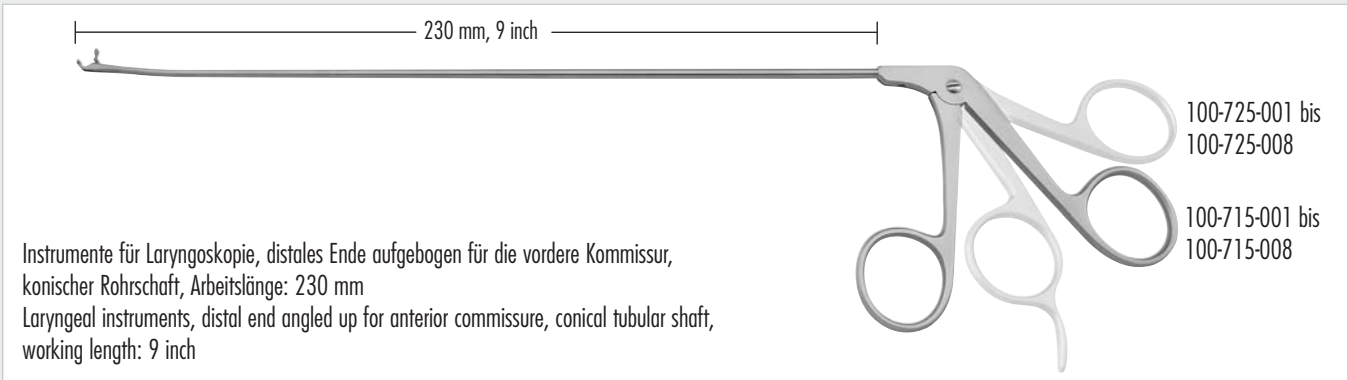 230 mm, 9 inch
100-725-001 bis
100-725-008
100-715-001 bis
100-715-008
Instrumente für Laryngoskopie, distales Ende aufgebogen für die vordere Kommissur,
konischer Rohrschaft, Arbeitslänge: 230 mm
Laryngeal instruments, distal end angled up for anterior commissure, conical tubular shaft,
working length: 9 inch